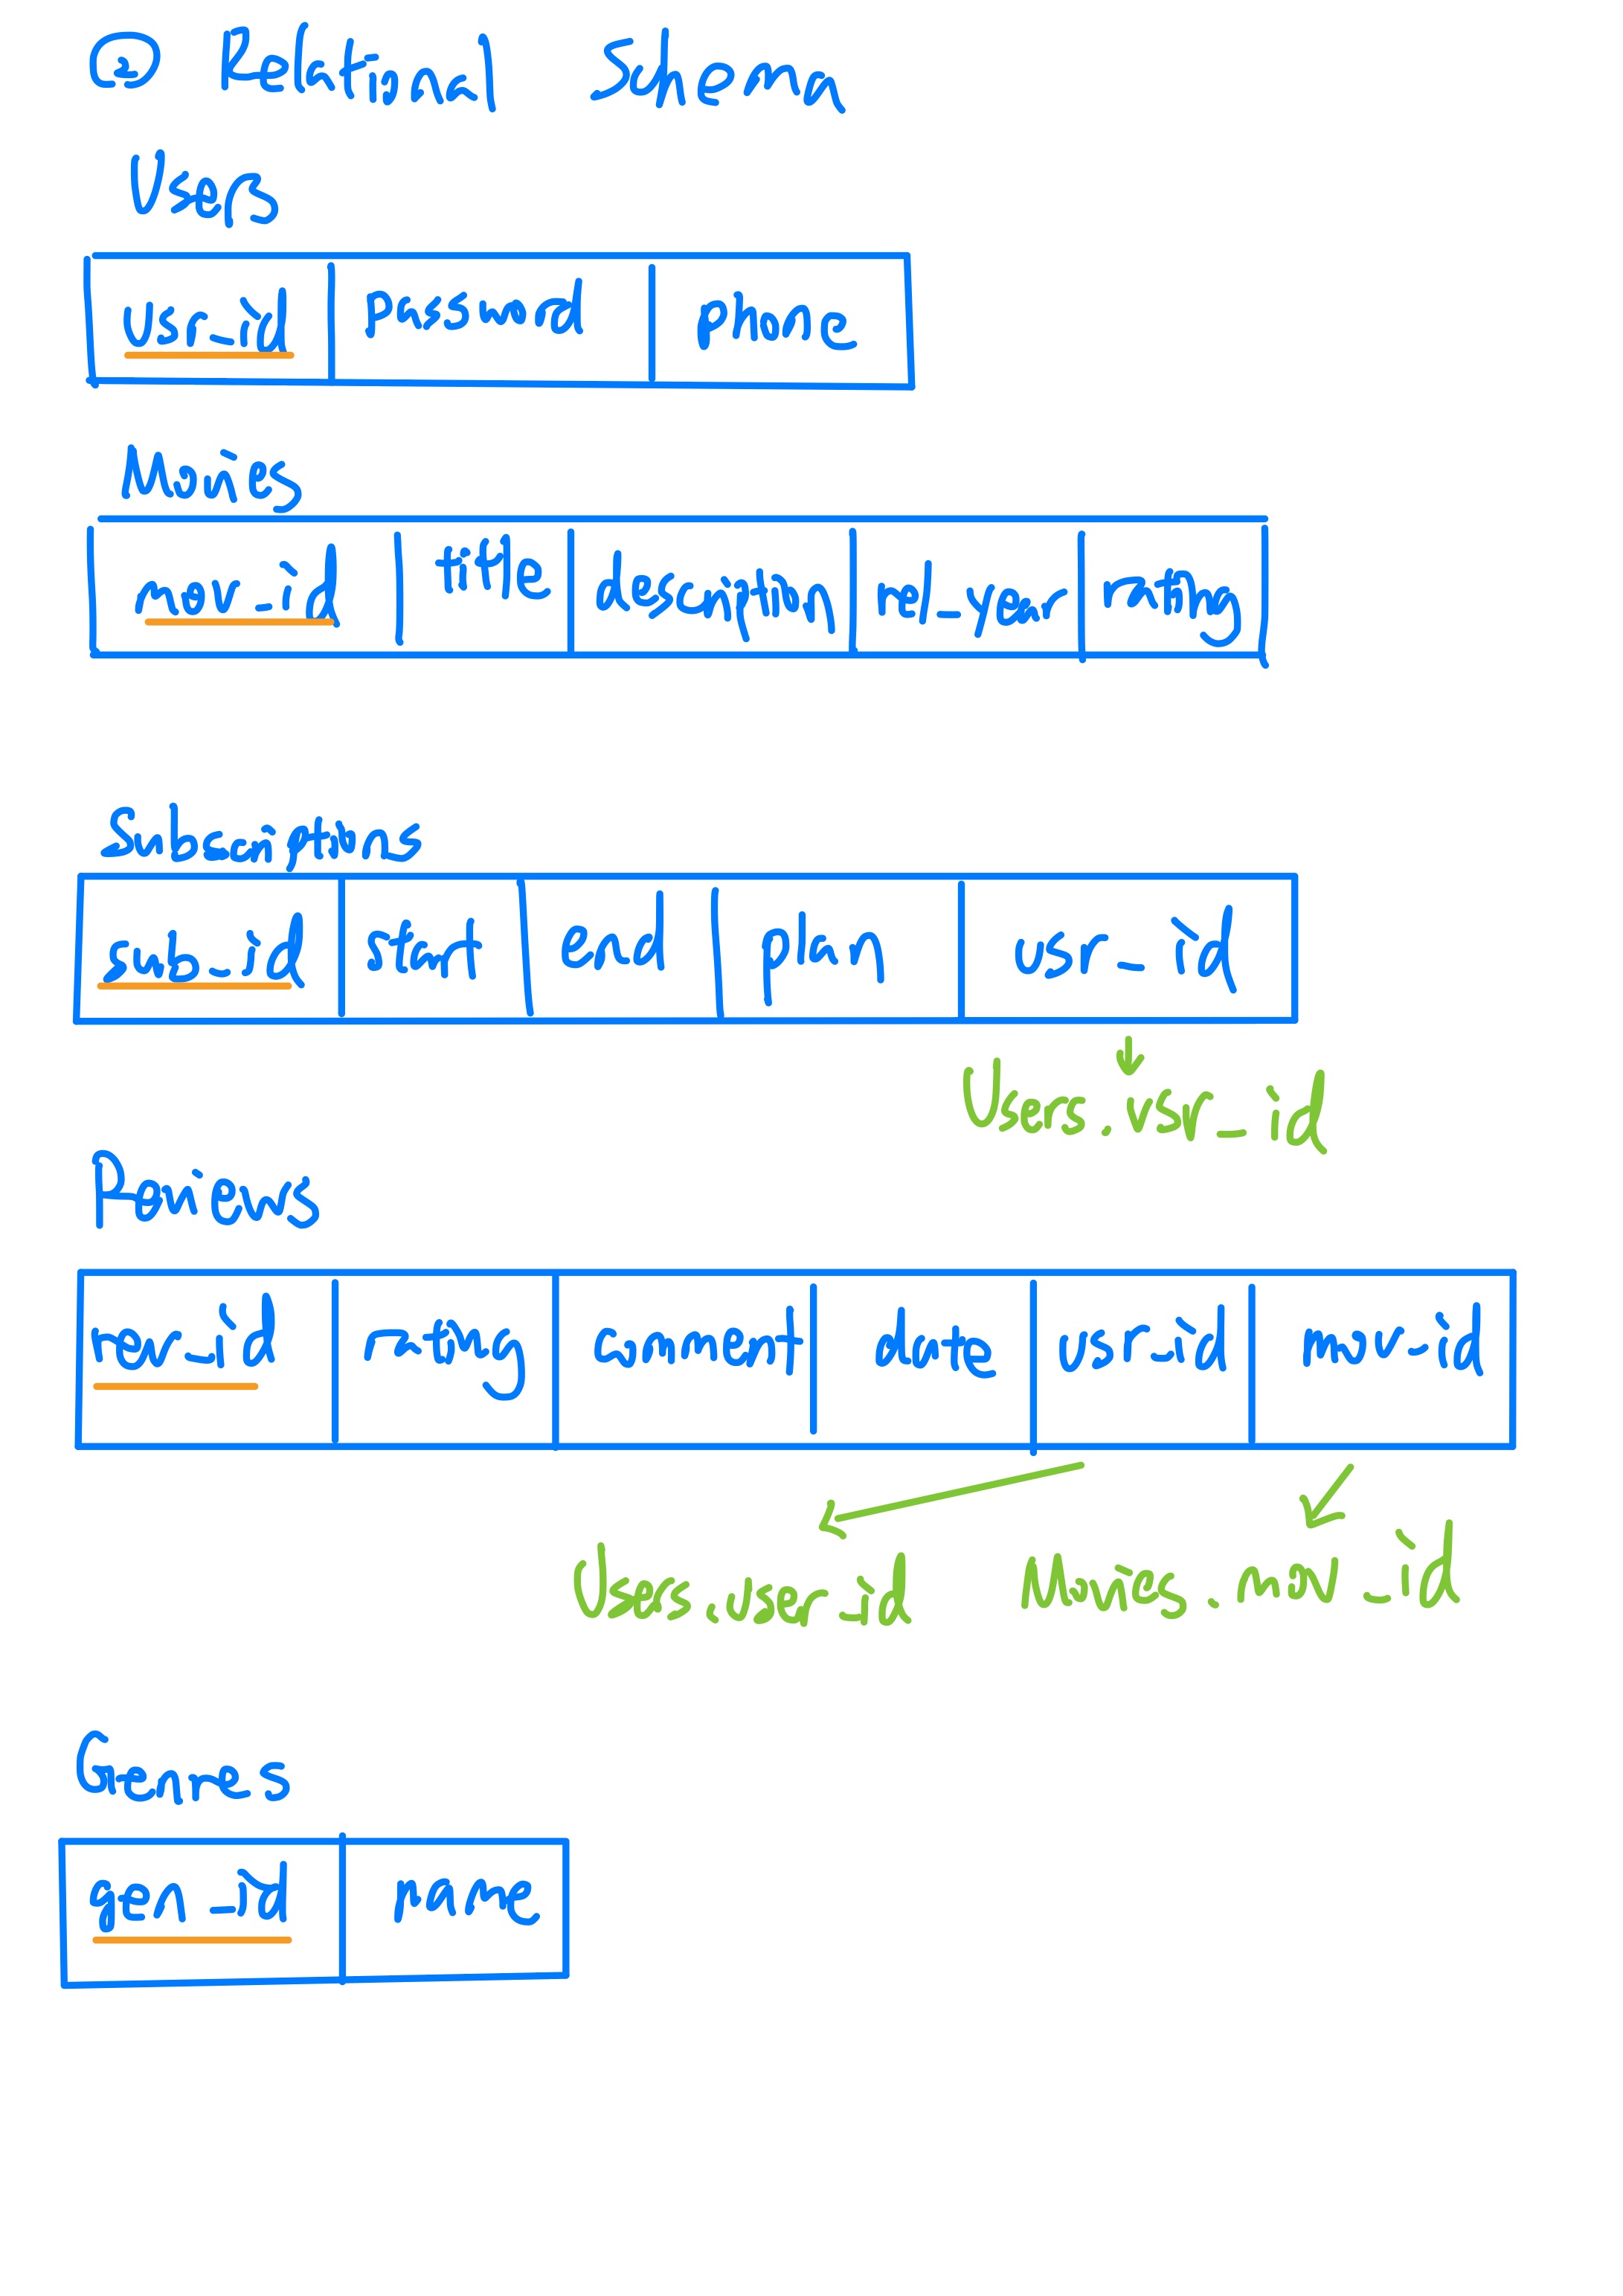 ② Relational Shema
Users
usr_id password phone
Movies
mov_id title description rel_year rating
Subscriptions
sub_id start end plan usr_id
Users.usr_id
Reviews
rev_id rating comment date usr_id mov_id
Users.user_id Movies.mov_id
Genres
gen_id name